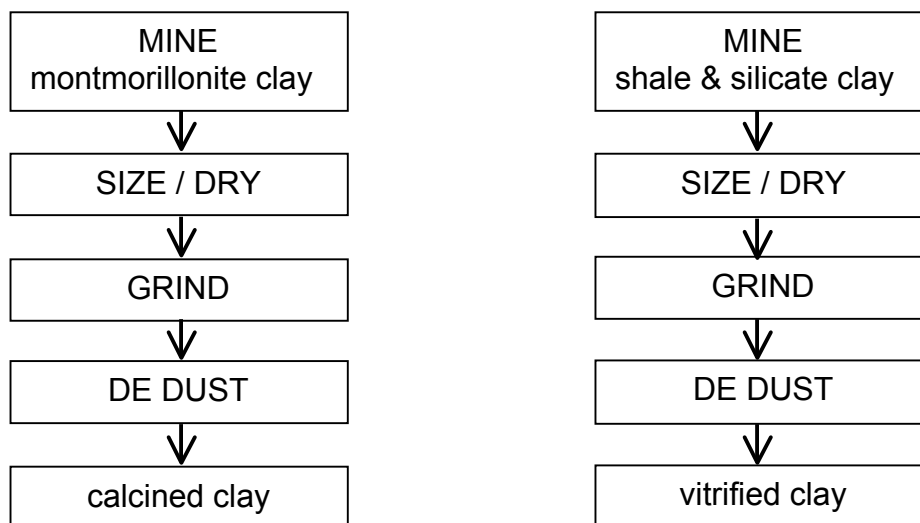 MINE
montmorillonite clay
SIZE / DRY
GRIND
DE DUST
calcined clay
MINE
shale & silicate clay
SIZE / DRY
GRIND
DE DUST
vitrified clay